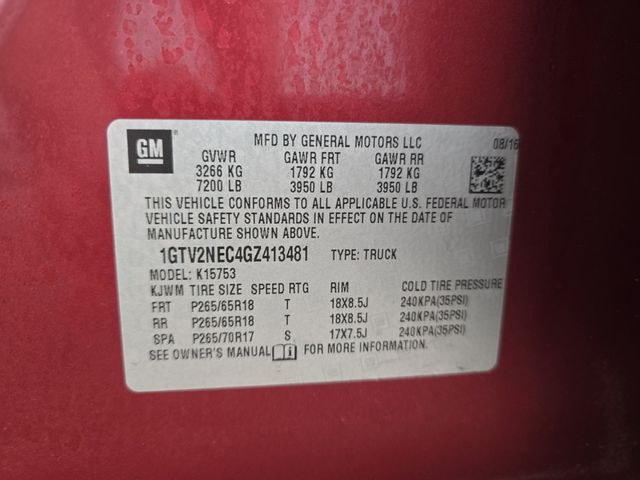 GM
MFD BY GENERAL MOTORS LLC 08/16
GVWR GAWR FRT GAWR RR
3266 KG 1792 KG 1792 KG
7200 LB 3950 LB 3950 LB
THIS VEHICLE CONFORMS TO ALL APPLICABLE U.S. FEDERAL MOTOR
VEHICLE SAFETY STANDARDS IN EFFECT ON THE DATE OF
MANUFACTURE SHOWN ABOVE.
1GTV2NEC4GZ413481 TYPE: TRUCK
MODEL: K15753
KJWM TIRE SIZE SPEED RTG RIM COLD TIRE PRESSURE
FRT P265/65R18 T 18X8.5J 240KPA(35PSI)
RR P265/65R18 T 18X8.5J 240KPA(35PSI)
SPA P265/70R17 S 17X7.5J 240KPA(35PSI)
SEE OWNER'S MANUAL FOR MORE INFORMATION.